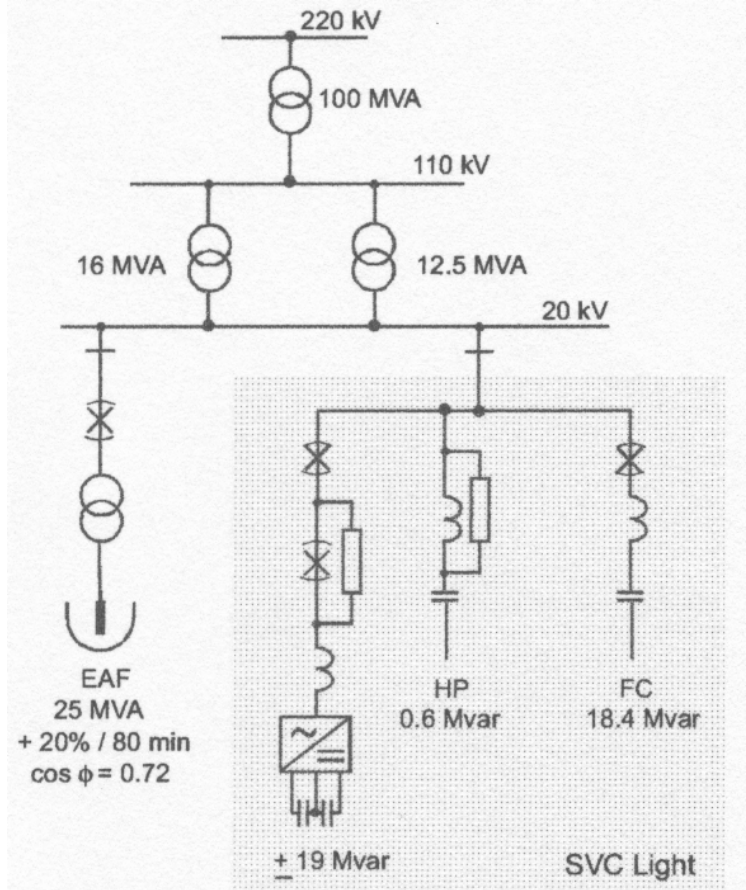 220 kV
100 MVA
110 kV
16 MVA
12.5 MVA
20 kV
EAF
25 MVA
+ 20% / 80 min
cos ϕ = 0.72
HP
0.6 Mvar
FC
18.4 Mvar
± 19 Mvar
SVC Light